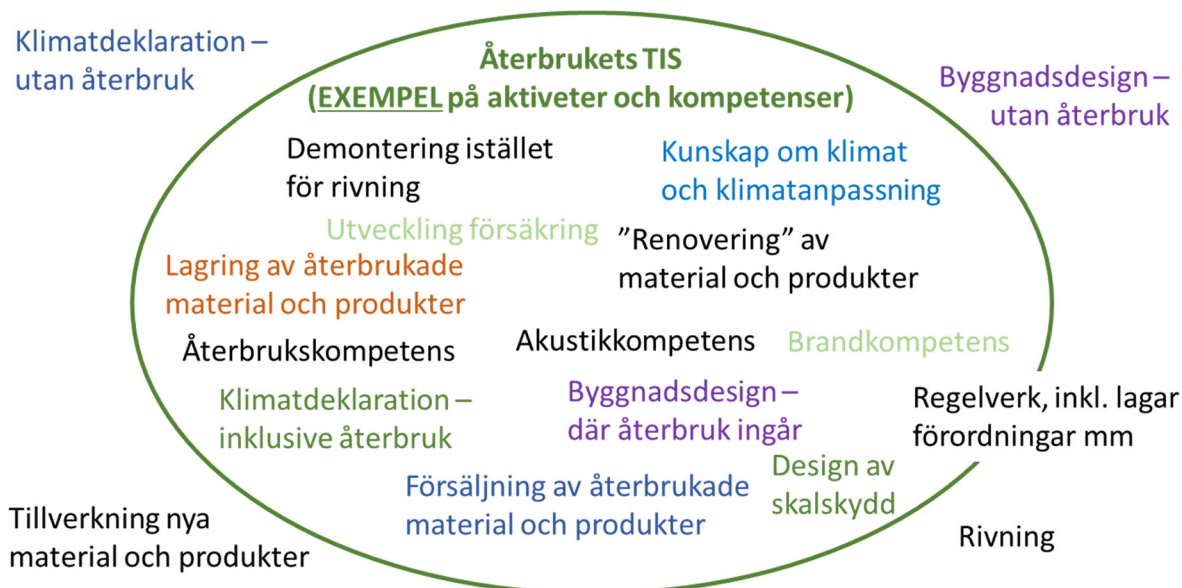 Klimatdeklaration –
utan återbruk
Återbrukets TIS
(EXEMPEL på aktiveter och kompetenser)
Byggnadsdesign –
utan återbruk
Demontering istället
för rivning
Kunskap om klimat
och klimatanpassning
Utveckling försäkring
”Renovering” av
material och produkter
Lagring av återbrukade
material och produkter
Återbrukskompetens
Akustikkompetens
Brandkompetens
Klimatdeklaration –
inklusive återbruk
Byggnadsdesign –
där återbruk ingår
Regelverk, inkl. lagar
förordningar mm
Försäljning av återbrukade
material och produkter
Design av
skalskydd
Tillverkning nya
material och produkter
Rivning